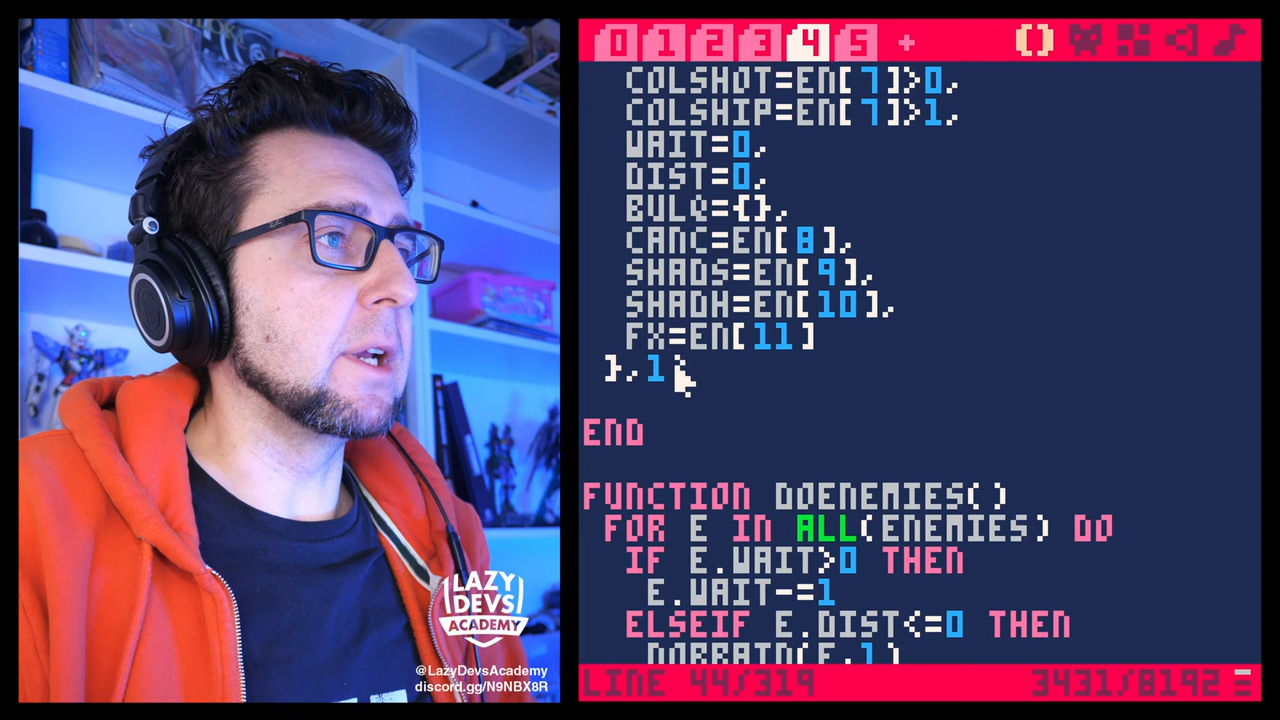 0 1 2 3 4 5 +
COLSHOT=EN[7]>0,
COLSHIP=EN[7]>1,
WAIT=0,
DIST=0,
BULQ={},
CANC=EN[8],
SHADS=EN[9],
SHADH=EN[10],
FX=EN[11]
},1
END
FUNCTION DOENEMIES()
FOR E IN ALL(ENEMIES) DO
IF E.WAIT>0 THEN
E.WAIT-=1
ELSEIF E.DIST<=0 THEN
DOBRAIN(E,1)
LINE 44/319
3431/8192
LAZY
DEVS
ACADEMY
@LazyDevsAcademy
discord.gg/N9NBX8R